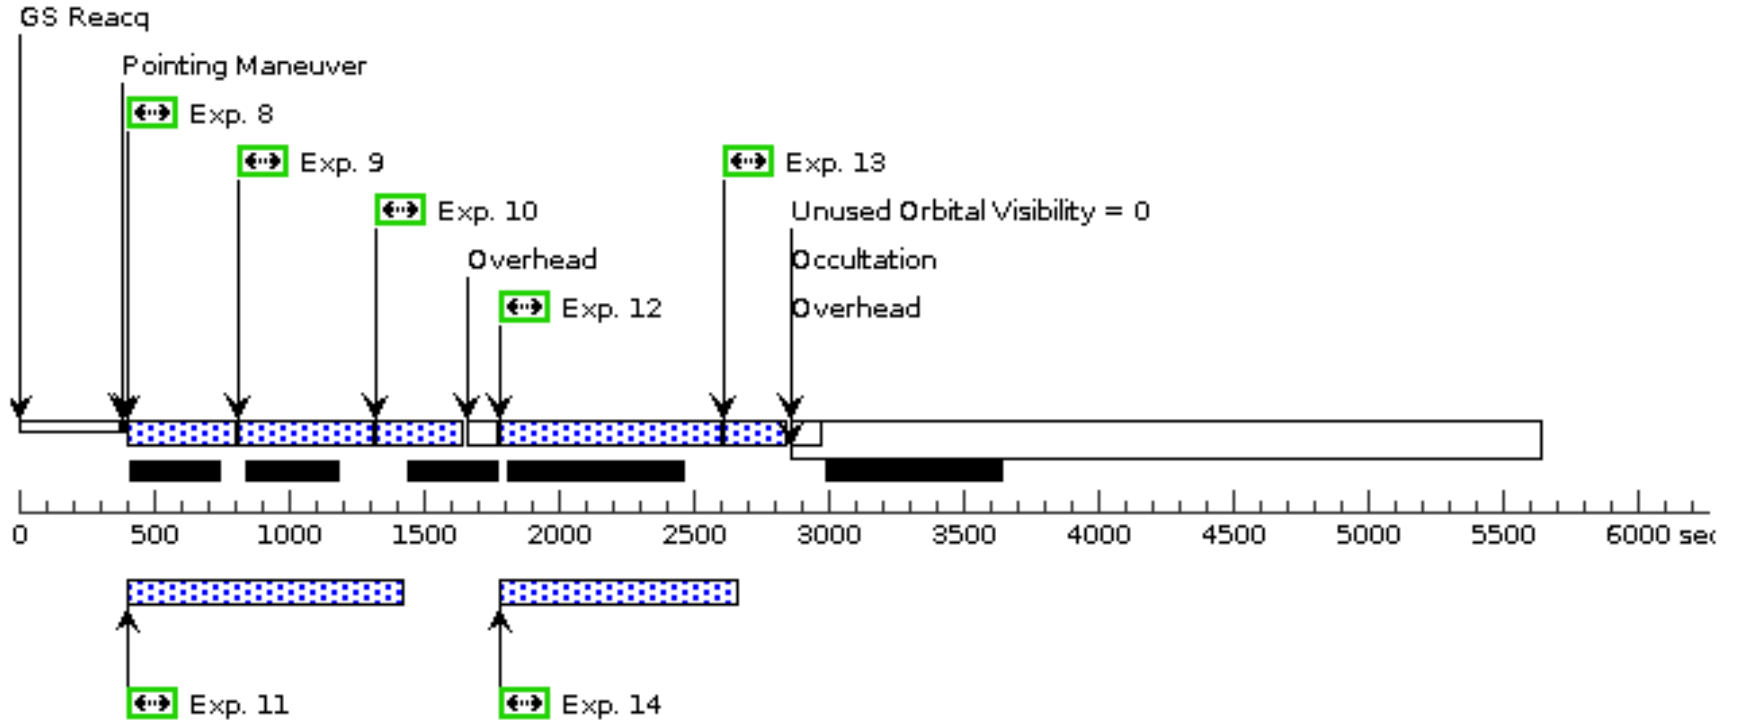 GS Reacq
Pointing Maneuver
Exp. 8
Exp. 9
Exp. 13
Exp. 10
Unused Orbital Visibility = 0
Overhead
Occultation
Exp. 12
Overhead
0 500 1000 1500 2000 2500 3000 3500 4000 4500 5000 5500 6000 sec
Exp. 11
Exp. 14